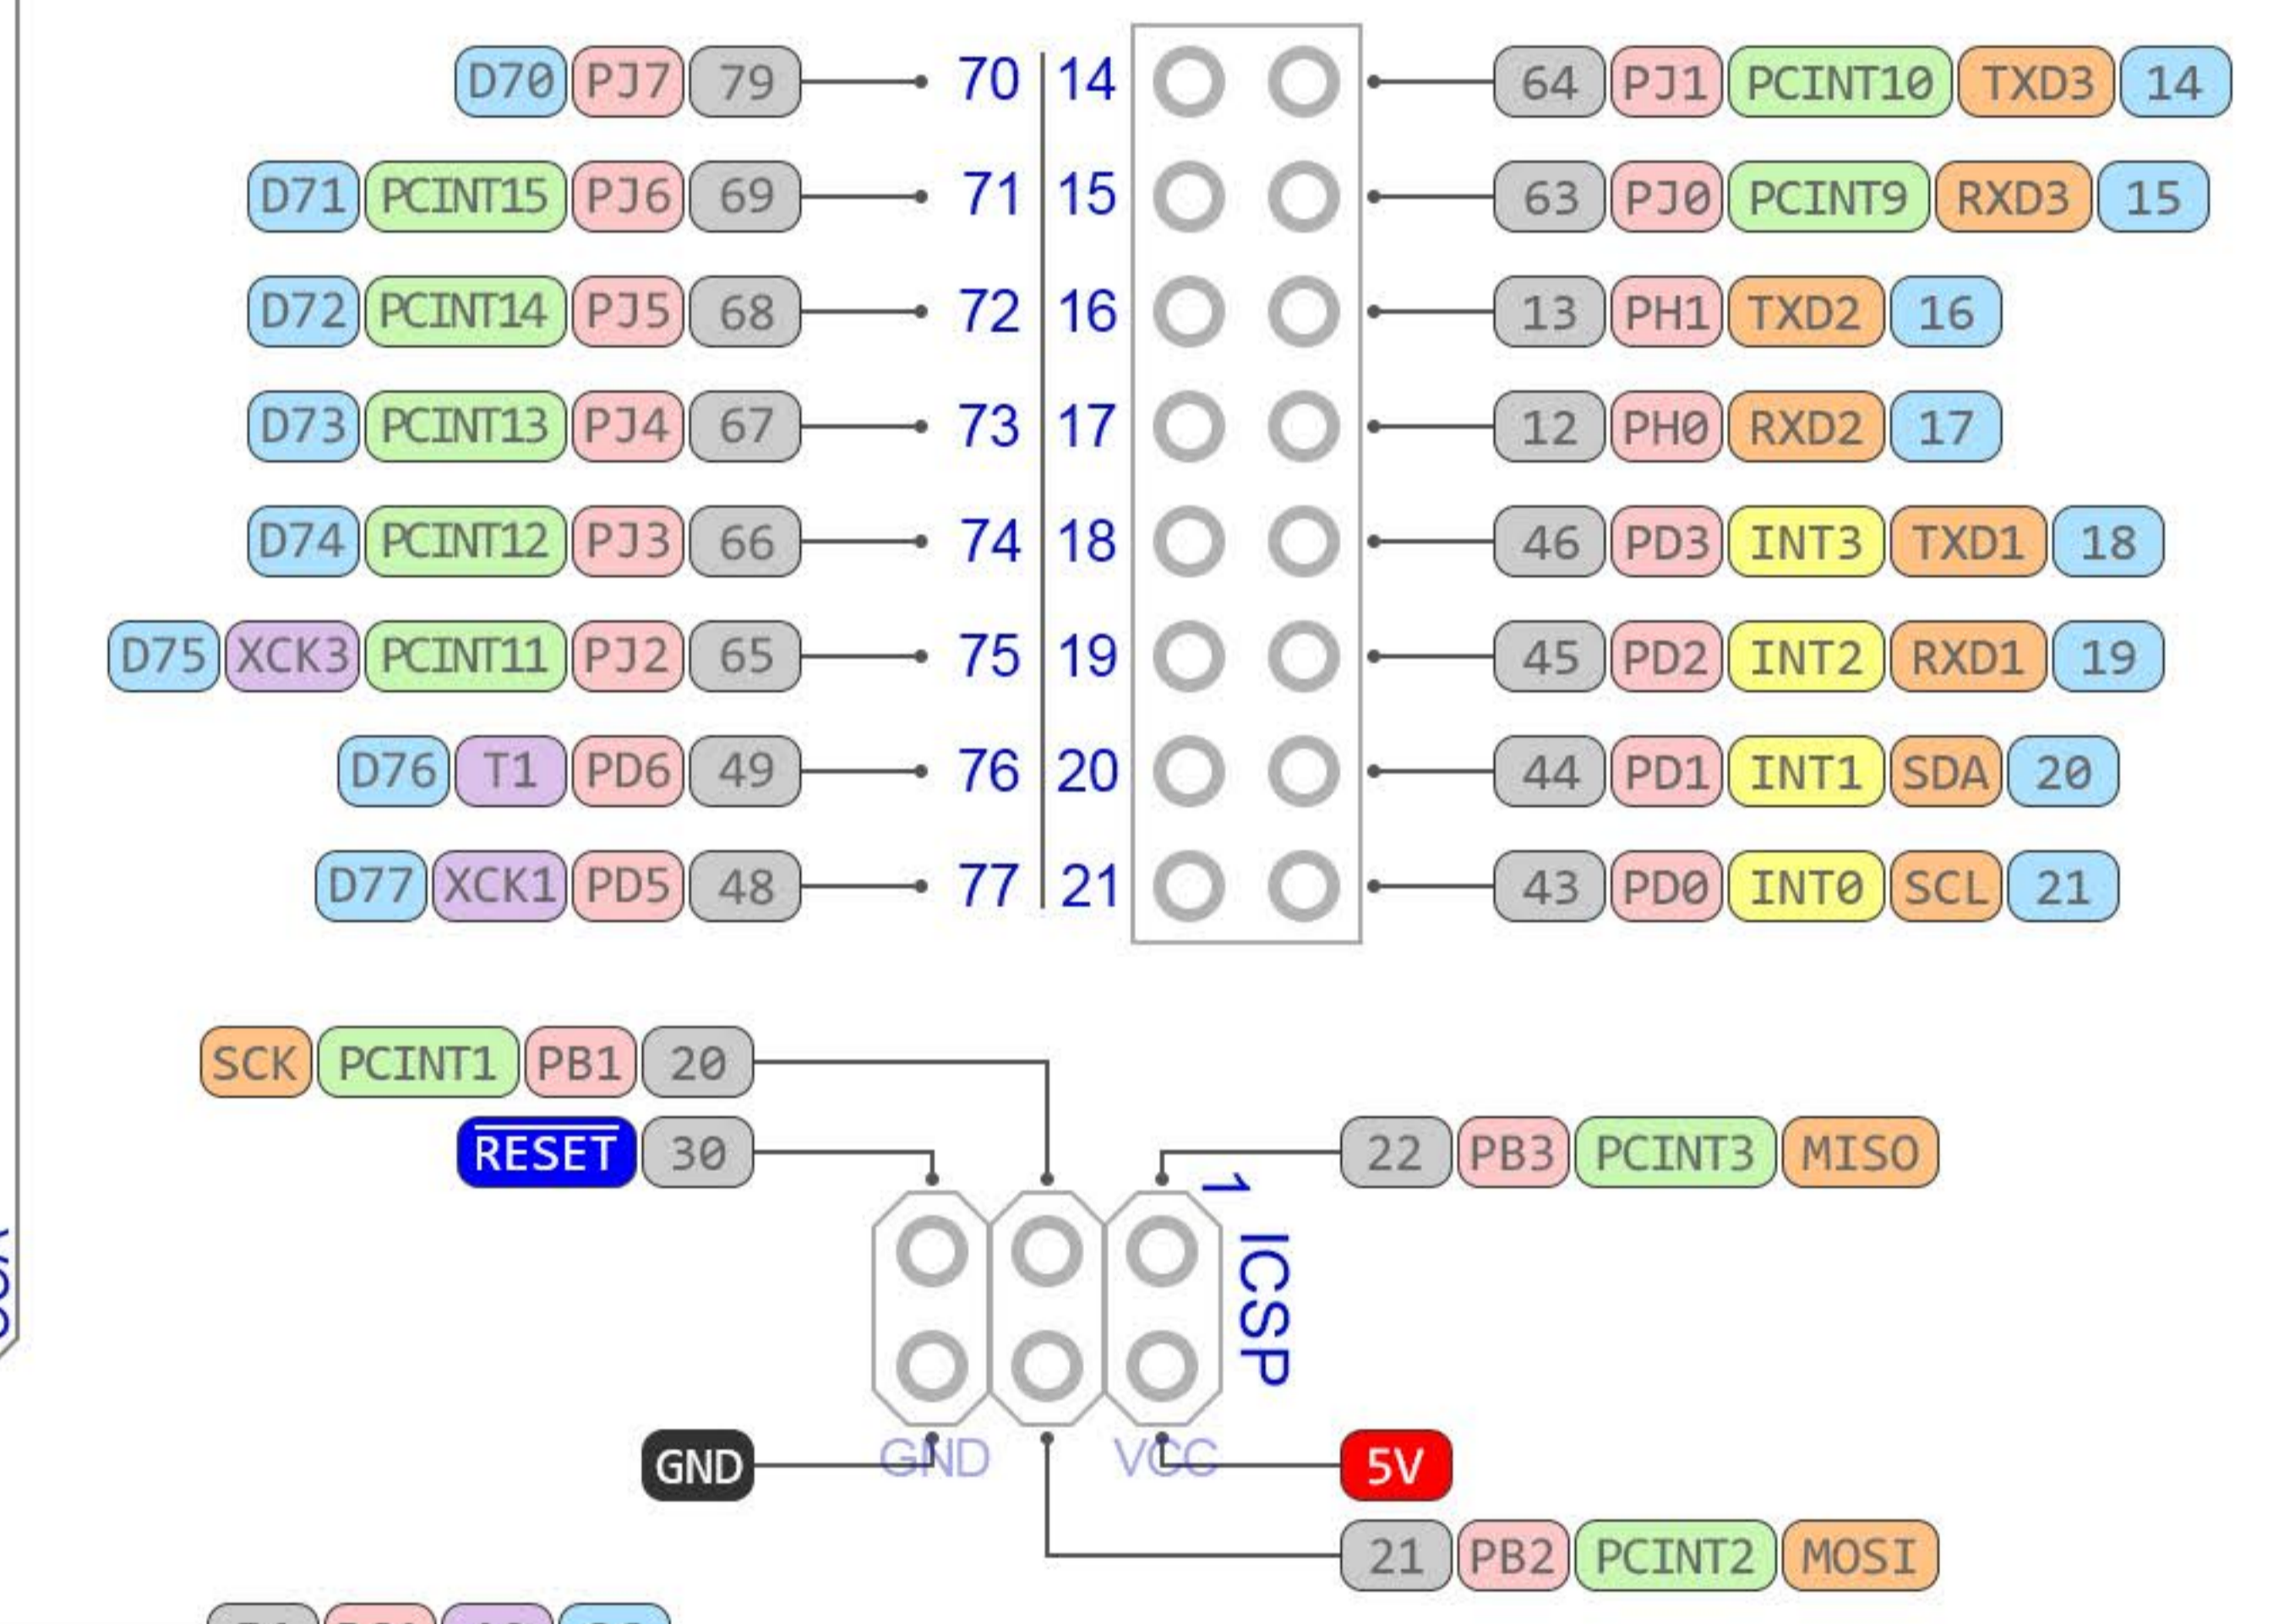 D70 PJ7 79 70 14 64 PJ1 PCINT10 TXD3 14
D71 PCINT15 PJ6 69 71 15 63 PJ0 PCINT9 RXD3 15
D72 PCINT14 PJ5 68 72 16 13 PH1 TXD2 16
D73 PCINT13 PJ4 67 73 17 12 PH0 RXD2 17
D74 PCINT12 PJ3 66 74 18 46 PD3 INT3 TXD1 18
D75 XCK3 PCINT11 PJ2 65 75 19 45 PD2 INT2 RXD1 19
D76 T1 PD6 49 76 20 44 PD1 INT1 SDA 20
D77 XCK1 PD5 48 77 21 43 PD0 INT0 SCL 21
SCK PCINT1 PB1 20
RESET 30 22 PB3 PCINT3 MISO
1
ICSP
GND GND VCC 5V
21 PB2 PCINT2 MOSI